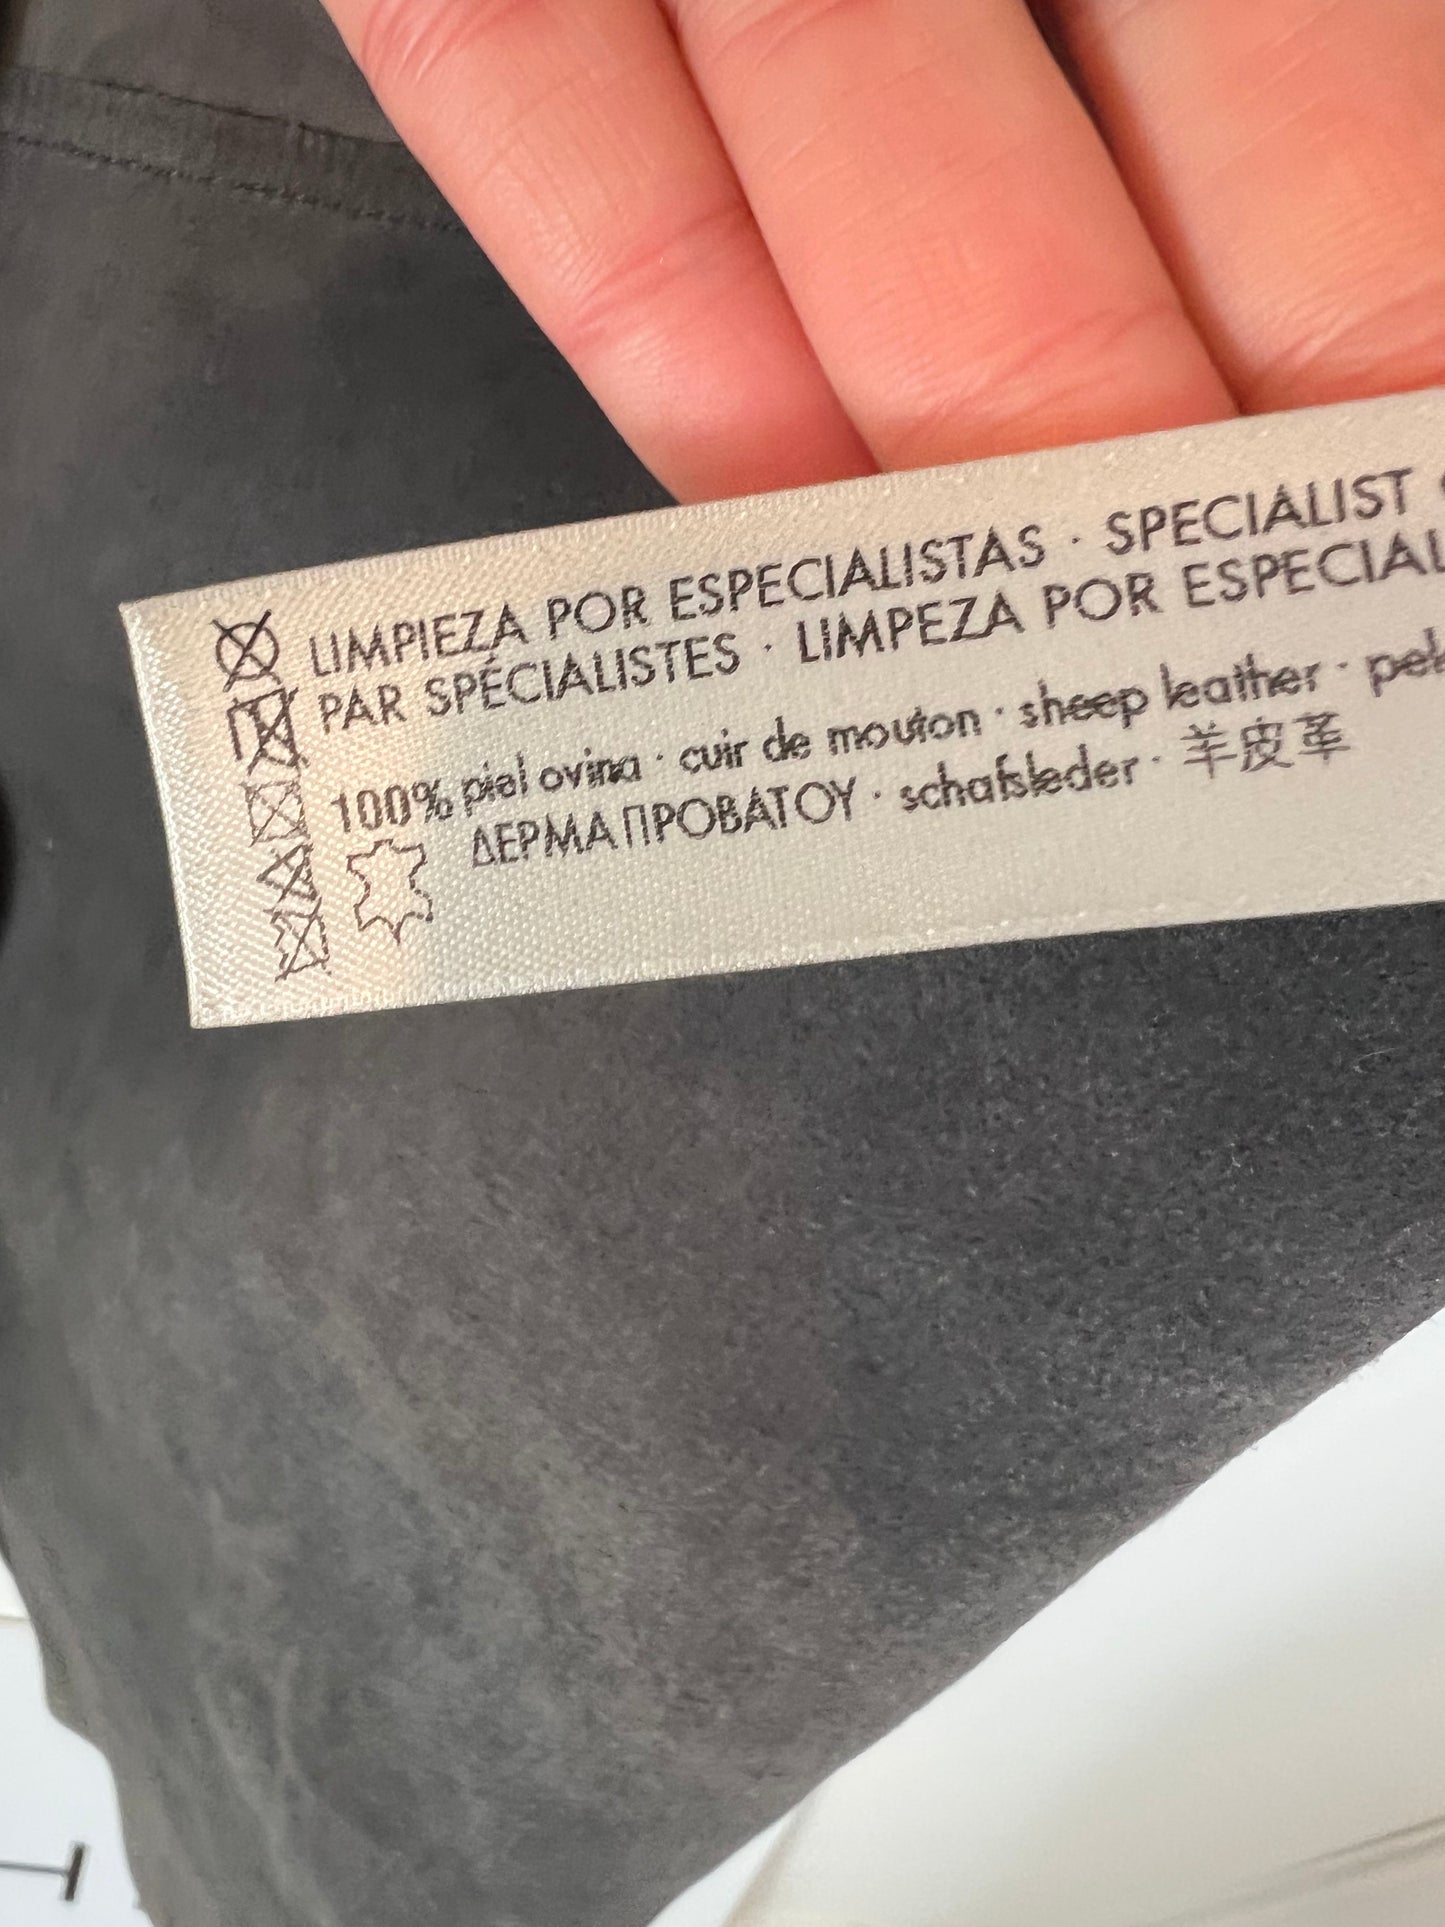 LIMPIEZA POR ESPECIALISTAS · SPECIALIST
PAR SPÉCIALISTES · LIMPEZA POR ESPECIAL
100% piel ovina · cuir de mouton · sheep leather · pele
ΔΕΡΜΑ ΠΡΟΒΑΤΟΥ · schafsleder · 羊皮革